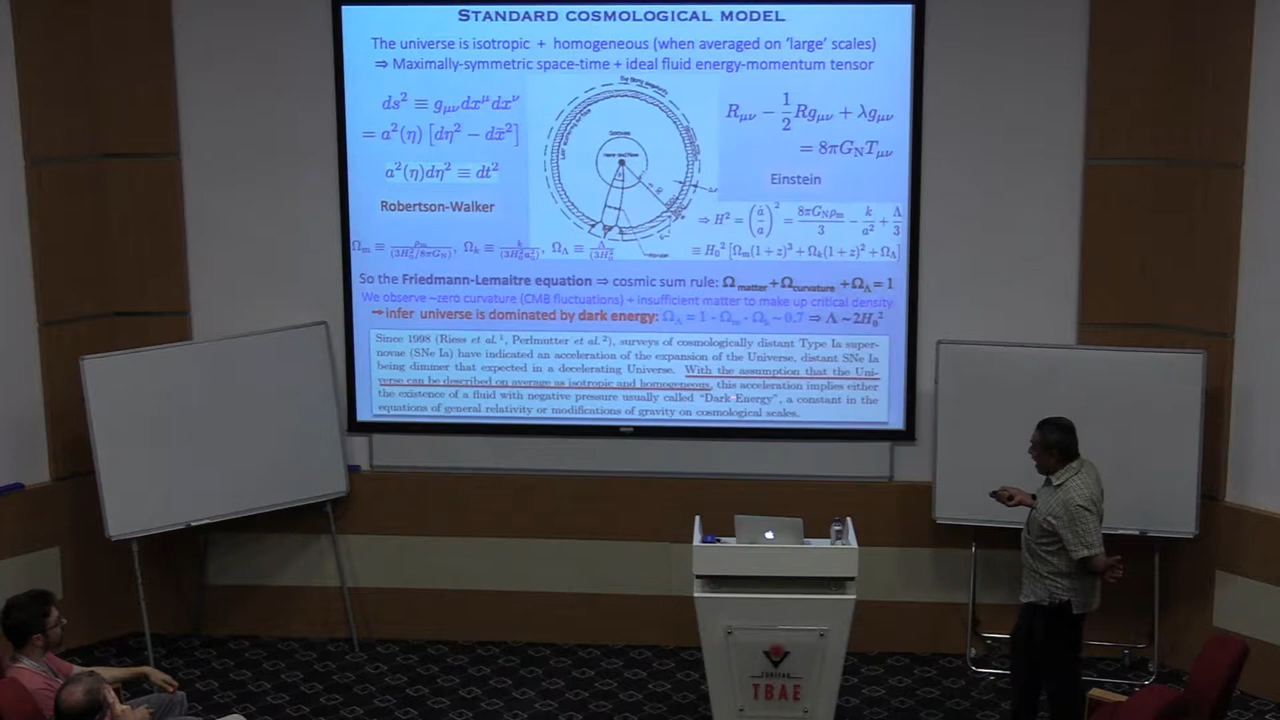 STANDARD COSMOLOGICAL MODEL
The universe is isotropic + homogeneous (when averaged on 'large' scales)
⇒ Maximally-symmetric space-time + ideal fluid energy-momentum tensor
ds² ≡ g_μν dx^μ dx^ν
= a²(η) [dη² − dx̄²]
a²(η)dη² ≡ dt²
Robertson-Walker
Here and Now
Horizon
R_μν − 1/2 R g_μν + λg_μν
= 8πG_N T_μν
Einstein
⇒ H² = (ȧ/a)² = 8πG_N ρ_m/3 − k/a² + Λ/3
≡ H₀² [Ω_m(1+z)³ + Ω_k(1+z)² + Ω_Λ]
Ω_m ≡ ρ_m/(3H₀²/8πG_N), Ω_k ≡ k/(3H₀²a₀²), Ω_Λ ≡ Λ/(3H₀²
So the Friedmann-Lemaitre equation ⇒ cosmic sum rule: Ω_matter + Ω_curvature + Ω_Λ = 1
We observe ~zero curvature (CMB fluctuations) + insufficient matter to make up critical density
→ infer universe is dominated by dark energy: Ω_Λ = 1 - Ω_m - Ω_k ~ 0.7 ⇒ Λ ~ 2H₀²
Since 1998 (Riess et al.¹, Perlmutter et al.²), surveys of cosmologically distant Type Ia super-
novae (SNe Ia) have indicated an acceleration of the expansion of the Universe, distant SNe Ia
being dimmer that expected in a decelerating Universe. With the assumption that the Uni-
verse can be described on average as isotropic and homogeneous, this acceleration implies either
the existence of a fluid with negative pressure usually called "Dark Energy", a constant in the
equations of general relativity or modifications of gravity on cosmological scales.
TBAE